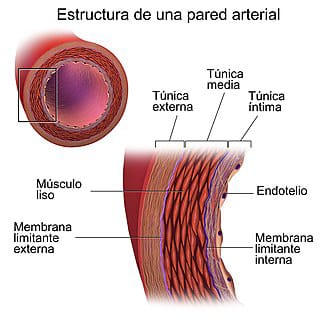 Estructura de una pared arterial
Túnica
externa
Túnica
media
Túnica
íntima
Músculo
liso
Endotelio
Membrana
limitante
externa
Membrana
limitante
interna